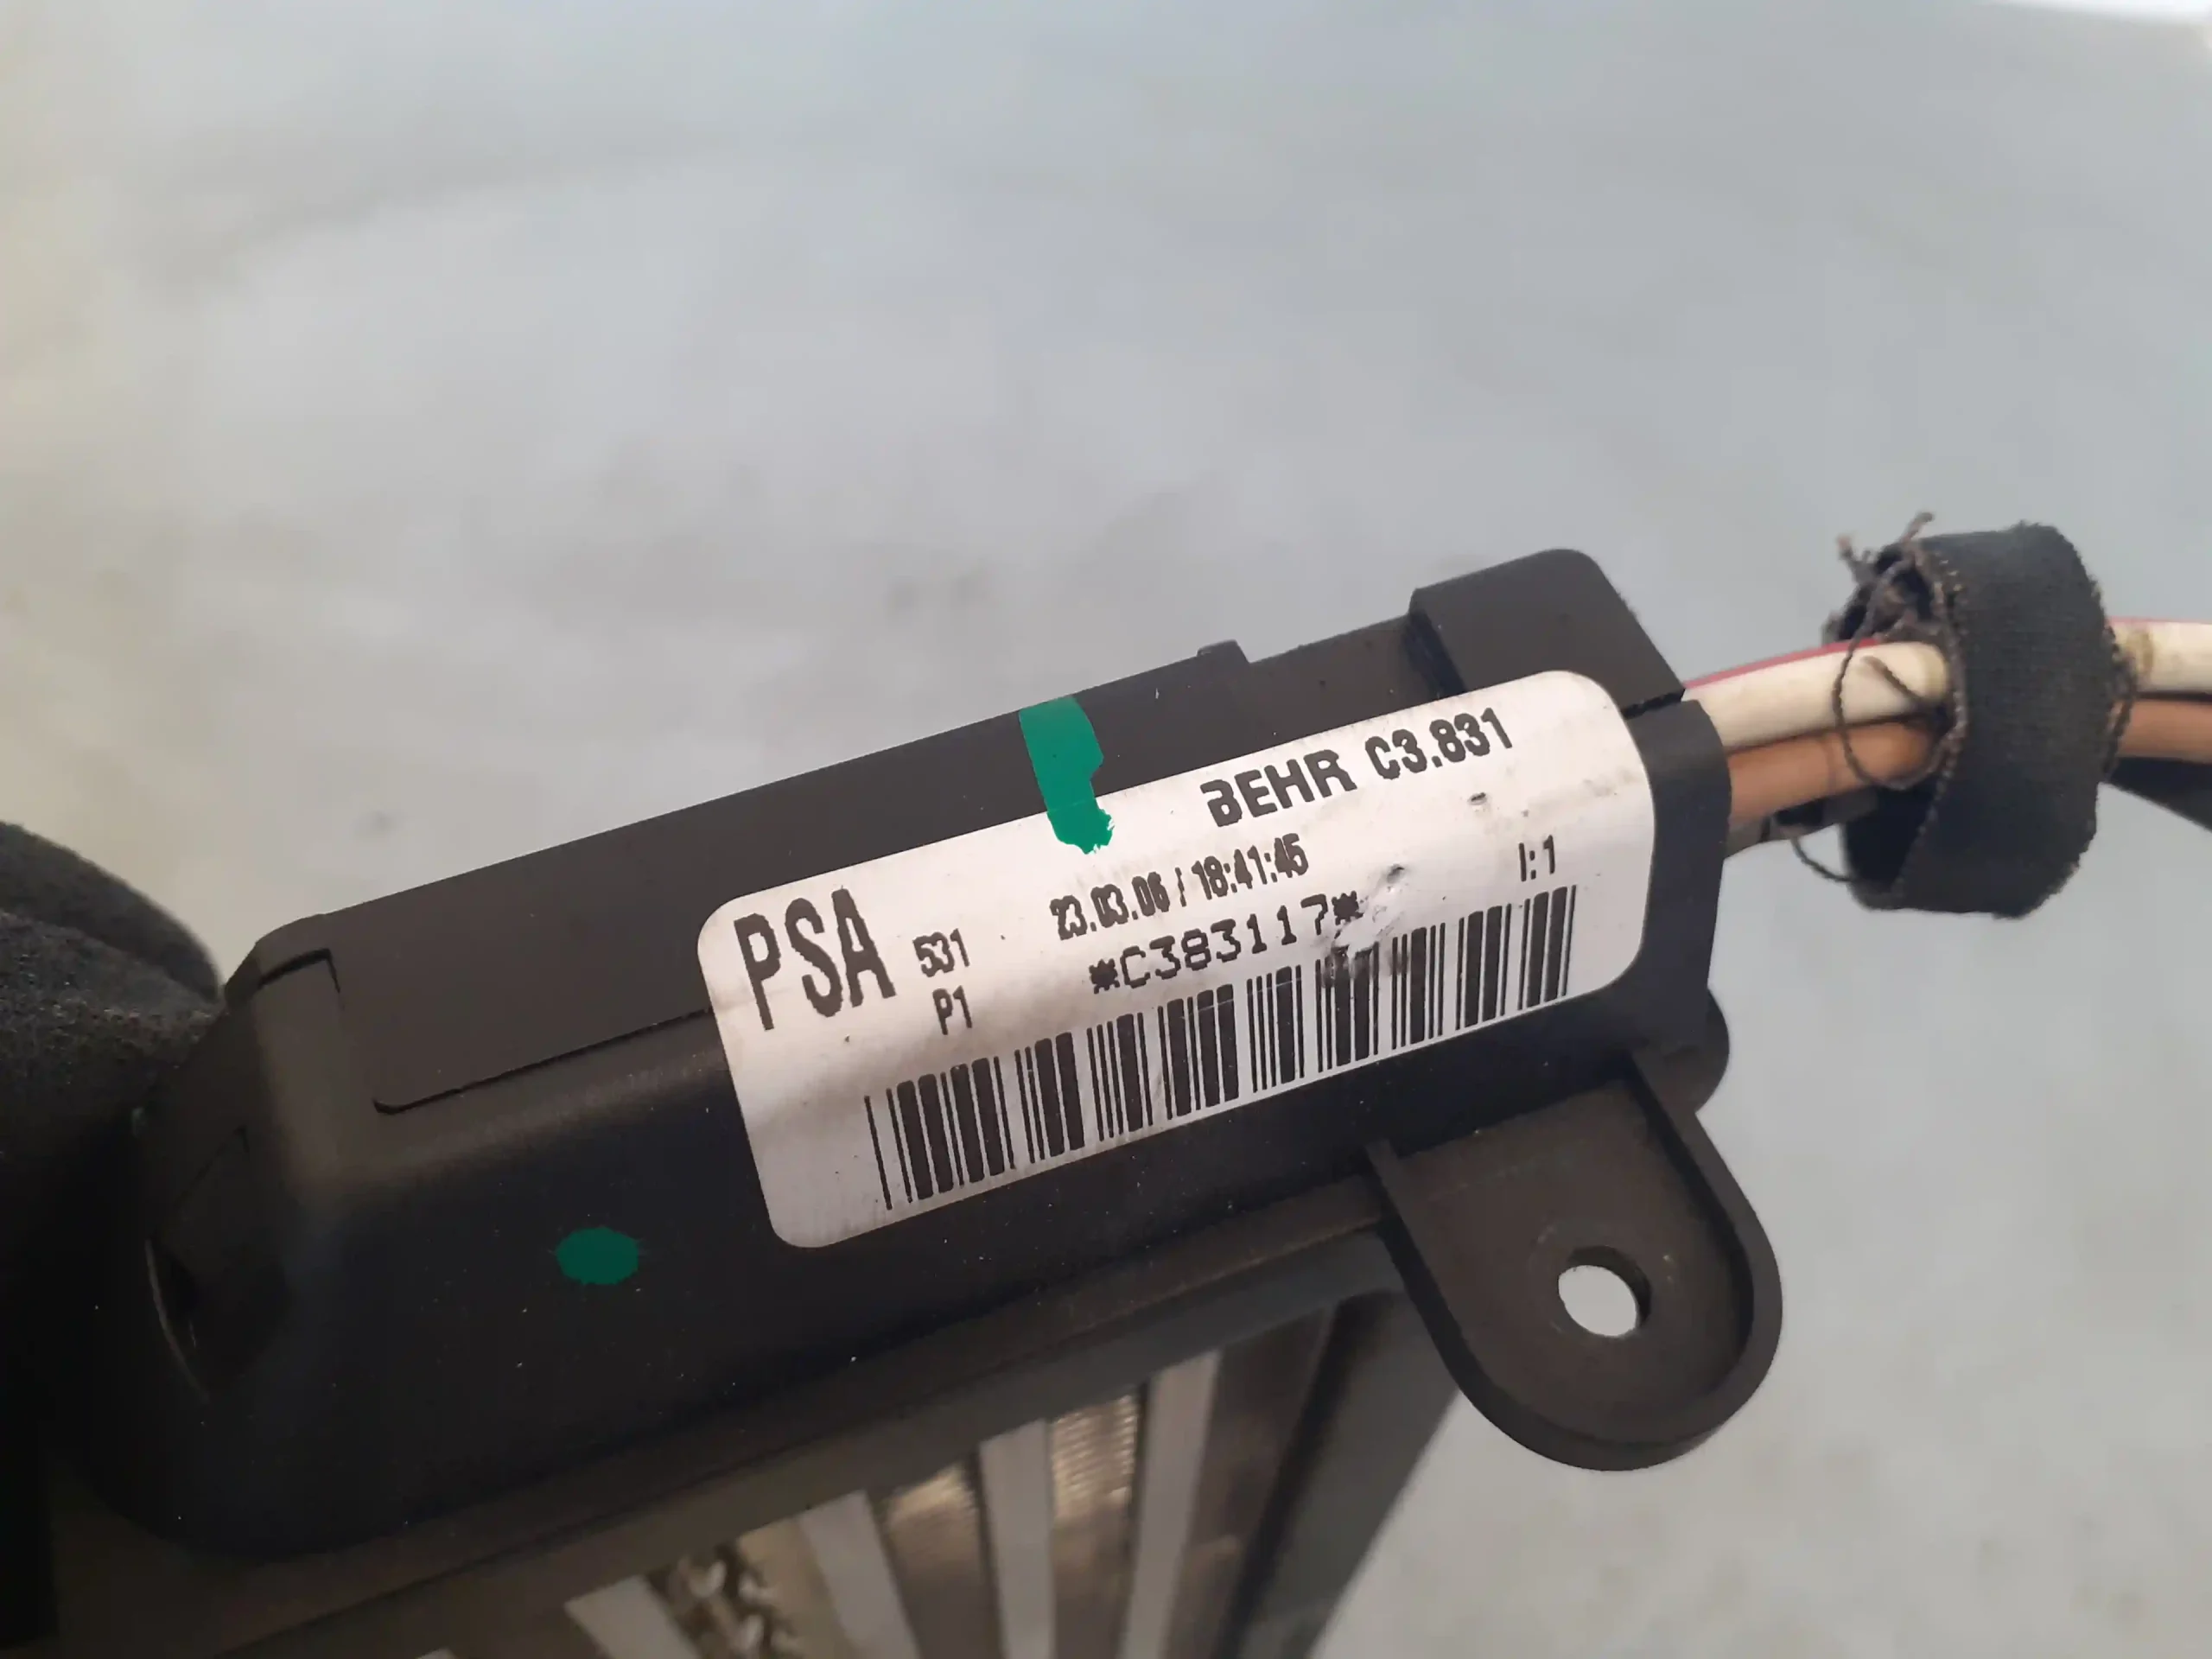 BEHR C3.831
PSA 531 23.03.06 / 18:41:45 I: 1
P1 *C383117*